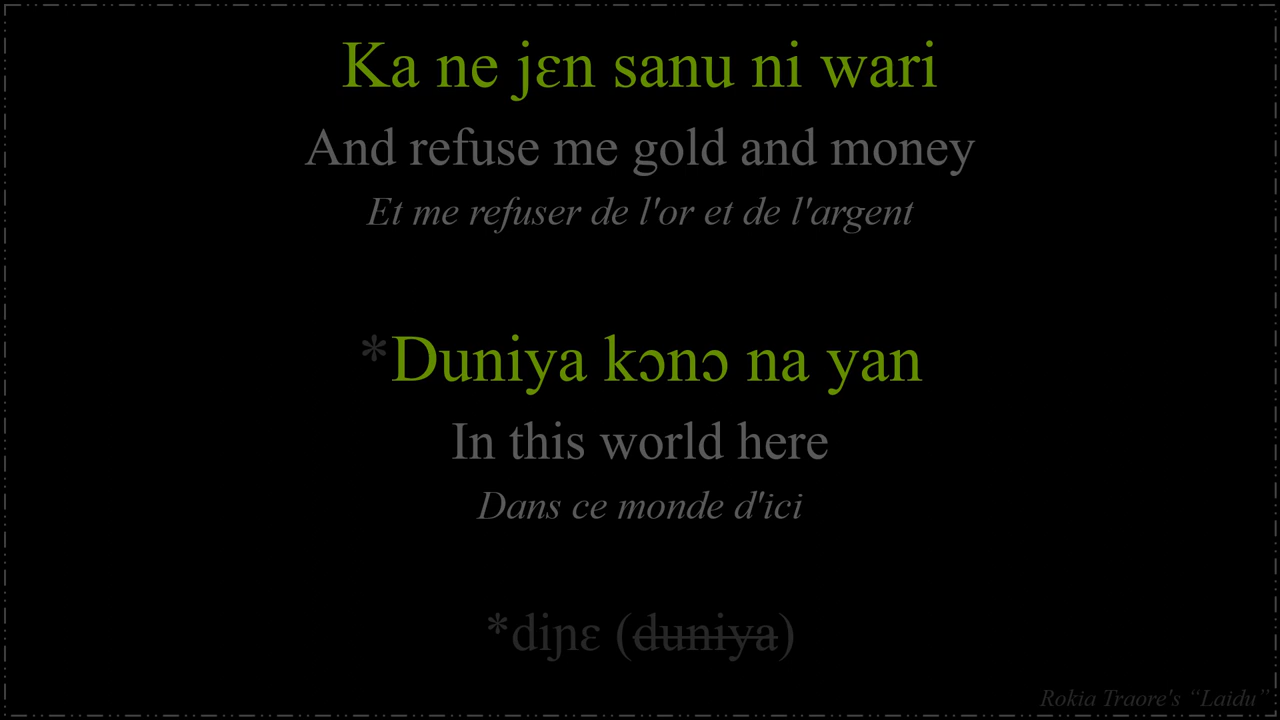 Ka ne jɛn sanu ni wari
And refuse me gold and money
Et me refuser de l'or et de l'argent
*Duniya kɔnɔ na yan
In this world here
Dans ce monde d'ici
*diɲɛ (duniya)
Rokia Traore's “Laidu”